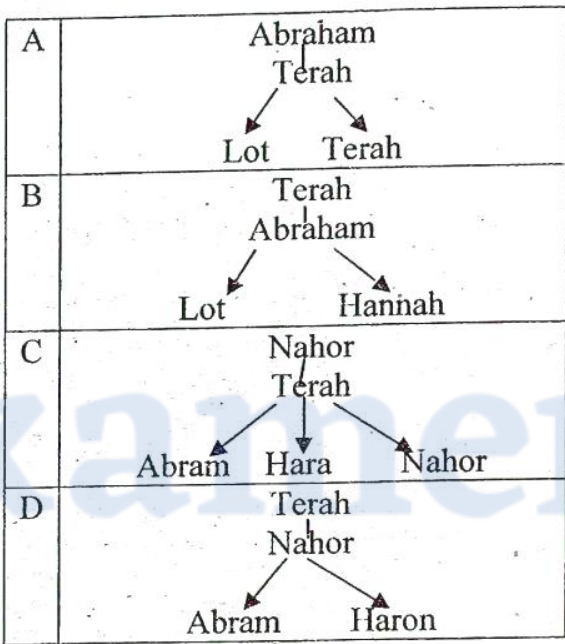 A
Abraham
Terah
Lot Terah
B
Terah
Abraham
Lot Hannah
C
Nahor
Terah
Abram Hara Nahor
D
Terah
Nahor
Abram Haron